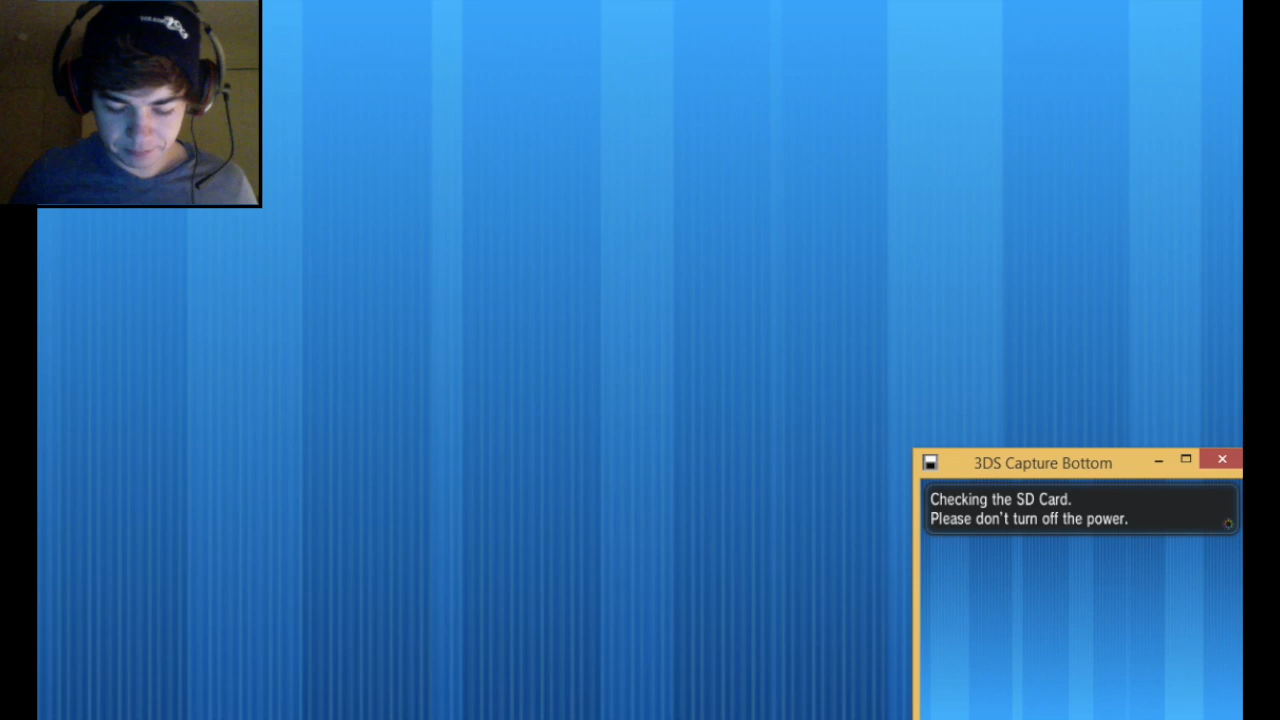 3DS Capture Bottom
Checking the SD Card.
Please don't turn off the power.